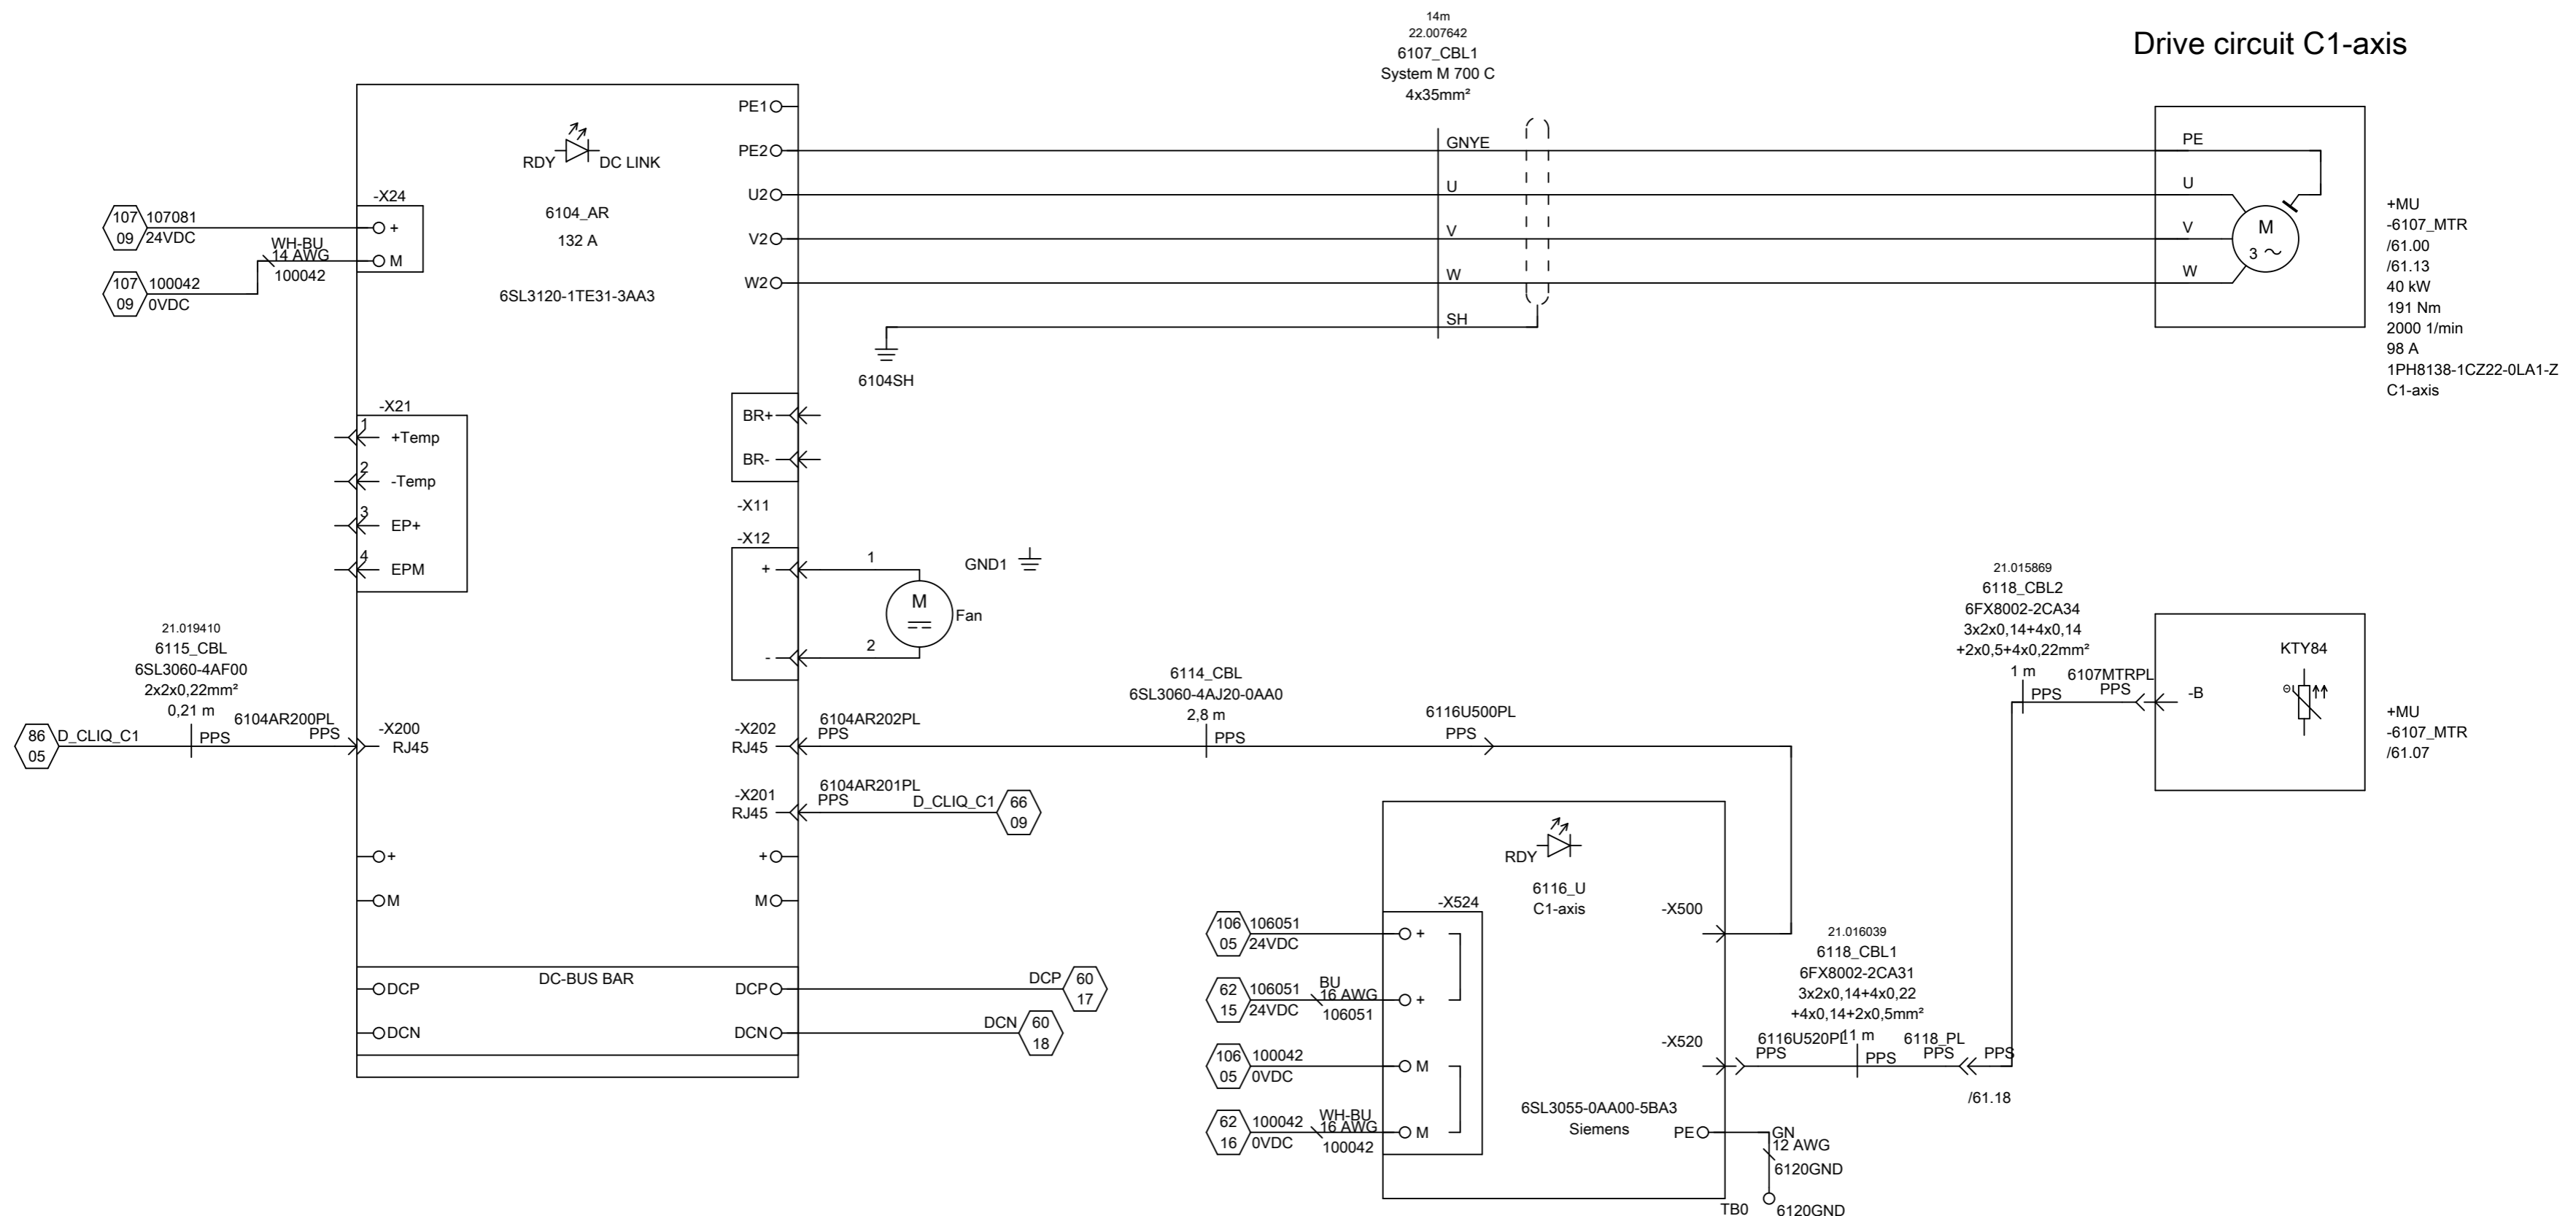 Drive circuit C1-axis
14m
22.007642
6107_CBL1
System M 700 C
4x35mm²
PE1
PE2
U2
V2
W2
GNYE
U
V
W
SH
6104SH
RDY
DC LINK
6104_AR
132 A
6SL3120-1TE31-3AA3
-X24
+
M
107
09
107081
24VDC
WH-BU
14 AWG
100042
107
09
100042
0VDC
PE
U
V
W
M
3 ~
+MU
-6107_MTR
/61.00
/61.13
40 kW
191 Nm
2000 1/min
98 A
1PH8138-1CZ22-0LA1-Z
C1-axis
-X21
1
+Temp
2
-Temp
3
EP+
4
EPM
BR+
BR-
-X11
-X12
+
-
1
2
M
Fan
GND1
21.019410
6115_CBL
6SL3060-4AF00
2x2x0,22mm²
0,21 m
86
05
D_CLIQ_C1
PPS
6104AR200PL
PPS
-X200
RJ45
-X202
RJ45
6104AR202PL
PPS
6114_CBL
6SL3060-4AJ20-0AA0
2,8 m
PPS
6116U500PL
PPS
-X201
RJ45
6104AR201PL
PPS
D_CLIQ_C1
66
09
+
M
+
M
DC-BUS BAR
DCP
DCN
DCP
DCN
DCP
60
17
DCN
60
18
21.015869
6118_CBL2
6FX8002-2CA34
3x2x0,14+4x0,14
+2x0,5+4x0,22mm²
1 m
PPS
6107MTRPL
PPS
-B
KTY84
+MU
-6107_MTR
/61.07
RDY
6116_U
C1-axis
-X524
+
+
M
M
-X500
-X520
106
05
106051
24VDC
62
15
106051
24VDC
BU
16 AWG
106051
106
05
100042
0VDC
62
16
100042
0VDC
WH-BU
16 AWG
100042
6SL3055-0AA00-5BA3
Siemens
PE
GN
12 AWG
6120GND
TB0
6120GND
21.016039
6118_CBL1
6FX8002-2CA31
3x2x0,14+4x0,22
+4x0,14+2x0,5mm²
11 m
6116U520PL
PPS
PPS
6118_PL
PPS
PPS
/61.18